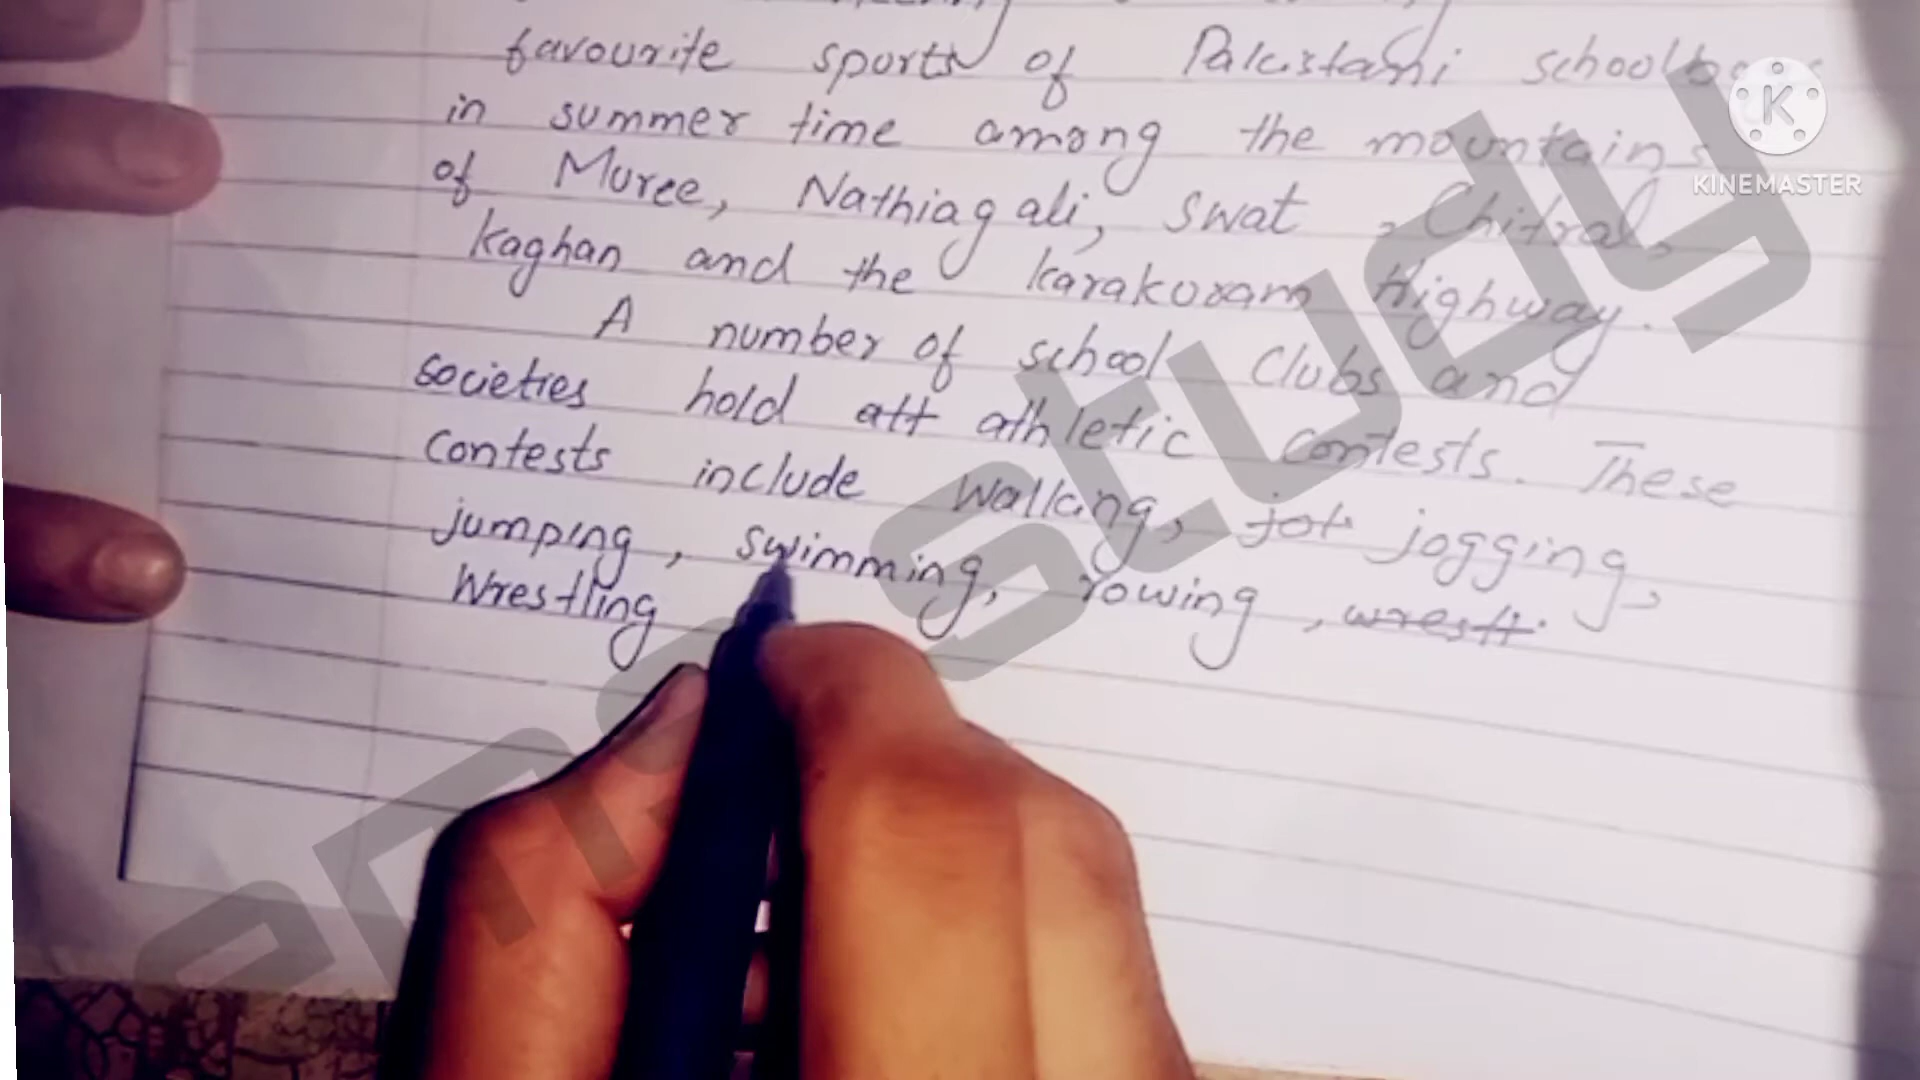 favourite sports of Pakistani schoolboys
in summer time among the mountains
of Muree, Nathiagali, Swat, Chitral,
Kaghan and the Karakoram Highway.
A number of school clubs and
societies hold att athletic contests. These
contests include walking, jot jogging,
jumping, swimming, rowing, wrestl
Wrestling
KINEMASTER
study